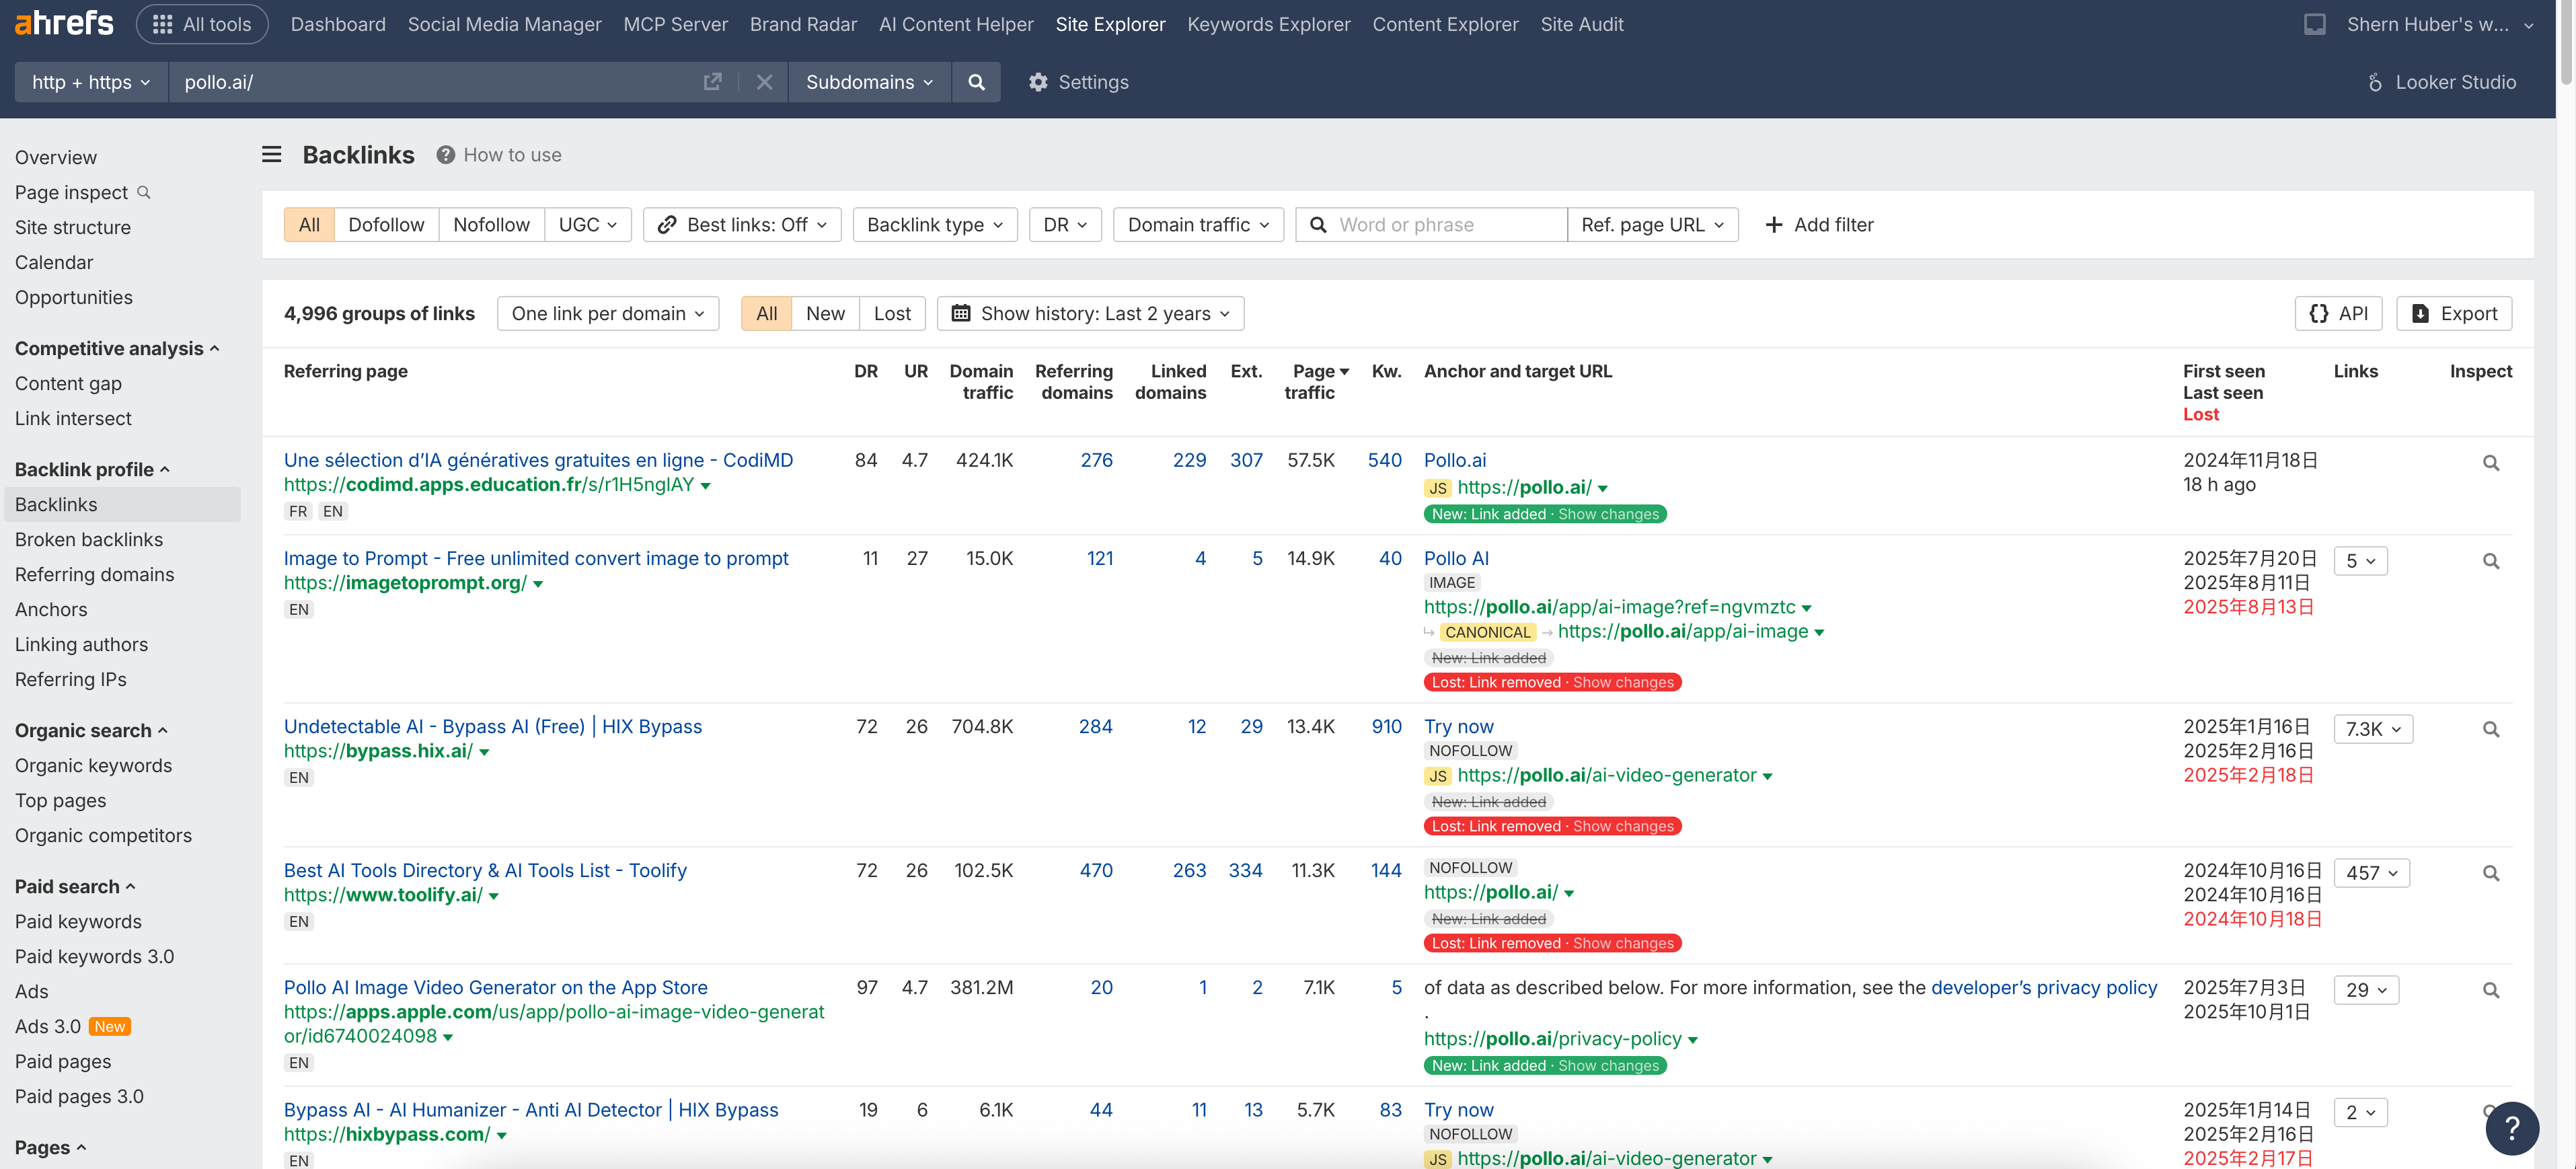 ahrefs
All tools
Dashboard
Social Media Manager
MCP Server
Brand Radar
AI Content Helper
Site Explorer
Keywords Explorer
Content Explorer
Site Audit
Shern Huber's w...
http + https
pollo.ai/
Subdomains
Settings
Looker Studio
Overview
Page inspect
Site structure
Calendar
Opportunities
Competitive analysis
Content gap
Link intersect
Backlink profile
Backlinks
Broken backlinks
Referring domains
Anchors
Linking authors
Referring IPs
Organic search
Organic keywords
Top pages
Organic competitors
Paid search
Paid keywords
Paid keywords 3.0
Ads
Ads 3.0 New
Paid pages
Paid pages 3.0
Pages
Backlinks
? How to use
All Dofollow Nofollow UGC
Best links: Off
Backlink type
DR
Domain traffic
Word or phrase
Ref. page URL
+ Add filter
4,996 groups of links
One link per domain
All New Lost
Show history: Last 2 years
{} API
Export
Referring page DR UR Domain traffic Referring domains Linked domains Ext. Page traffic Kw. Anchor and target URL First seen Last seen Lost Links Inspect
Une sélection d’IA génératives gratuites en ligne - CodiMD
https://codimd.apps.education.fr/s/r1H5nglAY
FR EN
84 4.7 424.1K 276 229 307 57.5K 540
Pollo.ai
JS https://pollo.ai/
New: Link added · Show changes
2024年11月18日
18 h ago
Image to Prompt - Free unlimited convert image to prompt
https://imagetoprompt.org/
EN
11 27 15.0K 121 4 5 14.9K 40
Pollo AI
IMAGE
https://pollo.ai/app/ai-image?ref=ngvmztc
CANONICAL → https://pollo.ai/app/ai-image
New: Link added
Lost: Link removed · Show changes
2025年7月20日
2025年8月11日
2025年8月13日
5
Undetectable AI - Bypass AI (Free) | HIX Bypass
https://bypass.hix.ai/
EN
72 26 704.8K 284 12 29 13.4K 910
Try now
NOFOLLOW
JS https://pollo.ai/ai-video-generator
New: Link added
Lost: Link removed · Show changes
2025年1月16日
2025年2月16日
2025年2月18日
7.3K
Best AI Tools Directory & AI Tools List - Toolify
https://www.toolify.ai/
EN
72 26 102.5K 470 263 334 11.3K 144
NOFOLLOW
https://pollo.ai/
New: Link added
Lost: Link removed · Show changes
2024年10月16日
2024年10月16日
2024年10月18日
457
Pollo AI Image Video Generator on the App Store
https://apps.apple.com/us/app/pollo-ai-image-video-generat
or/id6740024098
EN
97 4.7 381.2M 20 1 2 7.1K 5
of data as described below. For more information, see the developer’s privacy policy
.
https://pollo.ai/privacy-policy
New: Link added · Show changes
2025年7月3日
2025年10月1日
29
Bypass AI - AI Humanizer - Anti AI Detector | HIX Bypass
https://hixbypass.com/
EN
19 6 6.1K 44 11 13 5.7K 83
Try now
NOFOLLOW
JS https://pollo.ai/ai-video-generator
2025年1月14日
2025年2月16日
2025年2月17日
2
?